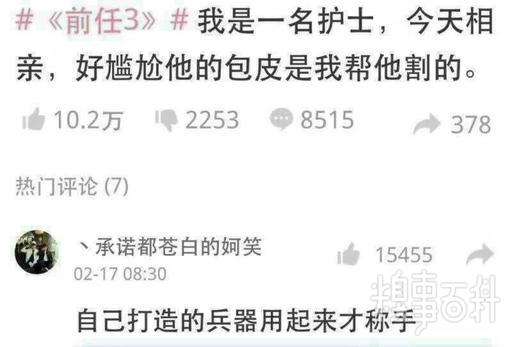 #《前任3》# 我是一名护士，今天相
亲，好尴尬他的包皮是我帮他割的。
10.2万 2253 8515 378
热门评论 (7)
丶承诺都苍白的妸笑 15455
02-17 08:30
自己打造的兵器用起来才称手
糗事百科